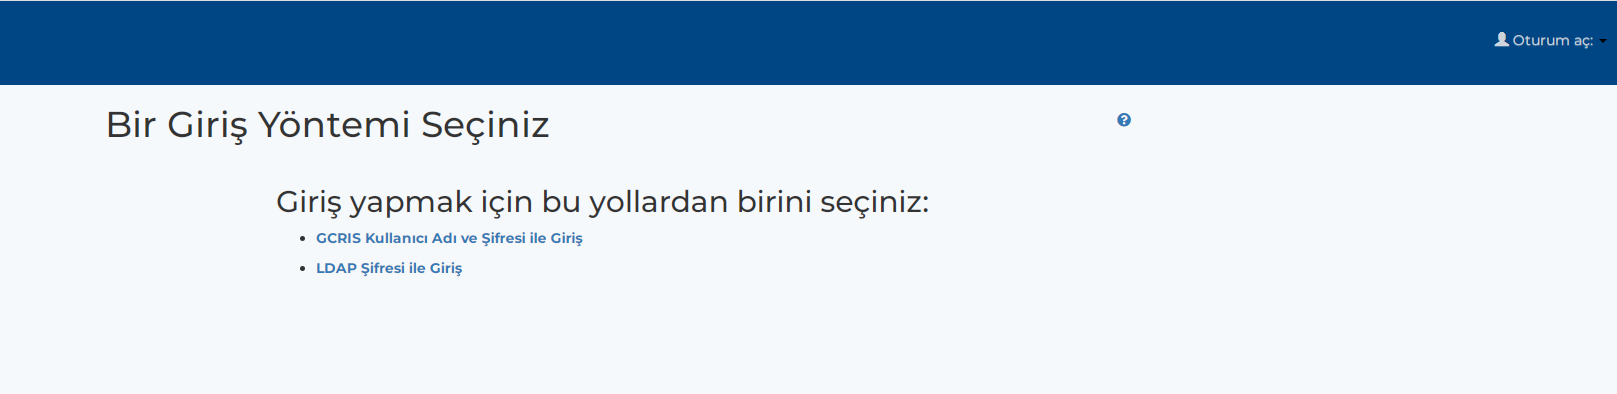 Oturum aç:
Bir Giriş Yöntemi Seçiniz
Giriş yapmak için bu yollardan birini seçiniz:
GCRIS Kullanıcı Adı ve Şifresi ile Giriş
LDAP Şifresi ile Giriş